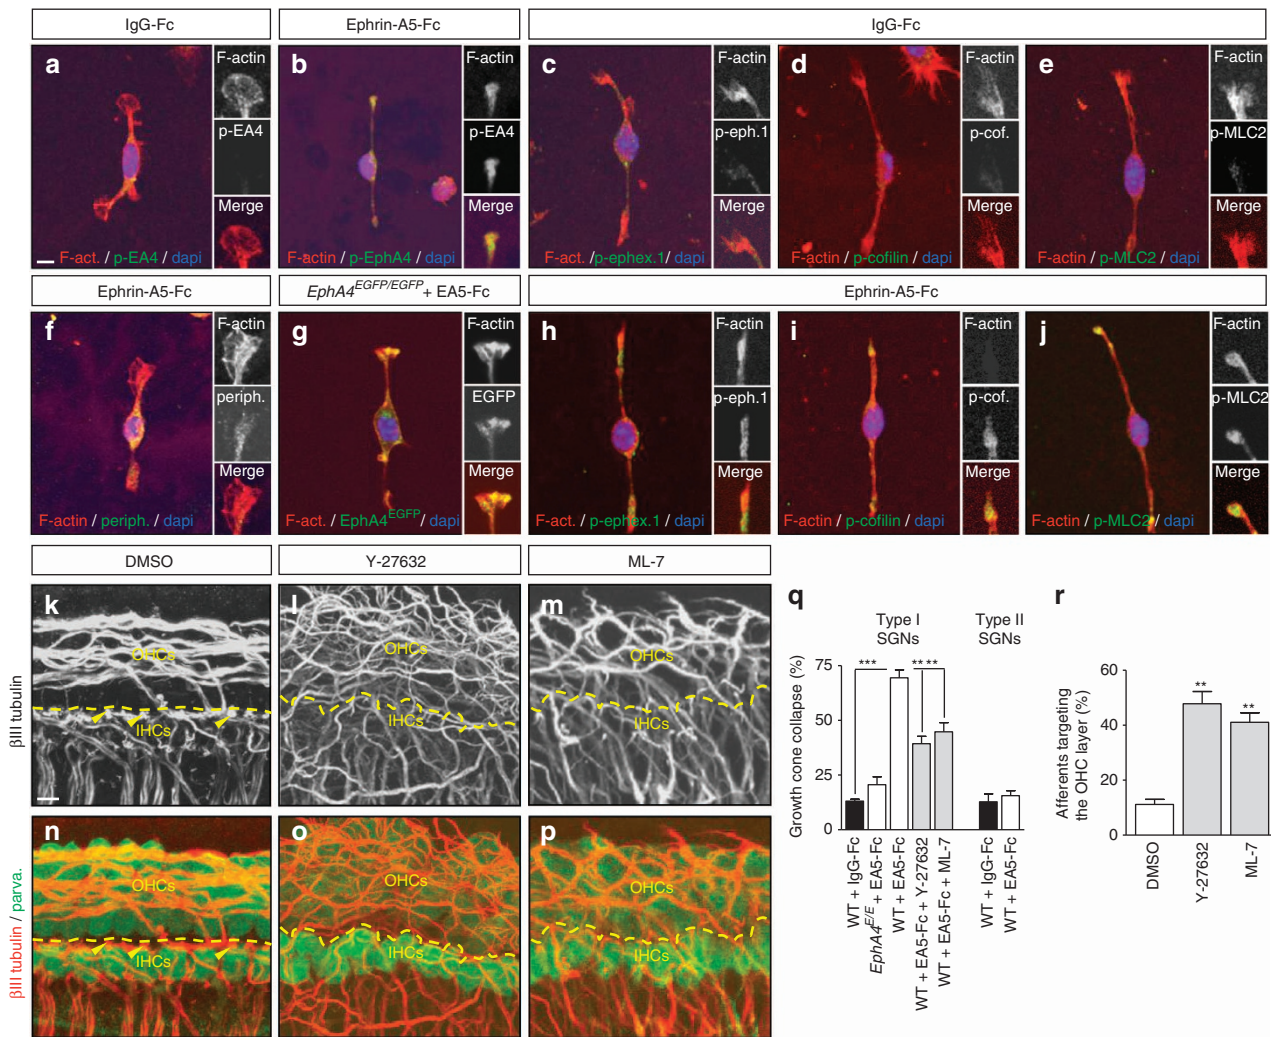 IgG-Fc
Ephrin-A5-Fc
IgG-Fc
a
F-actin
p-EA4
Merge
F-act. / p-EA4 / dapi
b
F-actin
p-EA4
Merge
F-actin / p-EphA4 / dapi
c
F-actin
p-eph.1
Merge
F-act. /p-ephex.1/ dapi
d
F-actin
p-cof.
Merge
F-actin / p-cofilin / dapi
e
F-actin
p-MLC2
Merge
F-actin / p-MLC2 / dapi
Ephrin-A5-Fc
EphA4EGFP/EGFP + EA5-Fc
Ephrin-A5-Fc
f
F-actin
periph.
Merge
F-actin / periph. / dapi
g
F-actin
EGFP
Merge
F-act. / EphA4EGFP / dapi
h
F-actin
p-eph.1
Merge
F-act. / p-ephex.1 / dapi
i
F-actin
p-cof.
Merge
F-actin / p-cofilin / dapi
j
F-actin
p-MLC2
Merge
F-actin / p-MLC2 / dapi
DMSO
Y-27632
ML-7
βIII tubulin
k
OHCs
IHCs
l
OHCs
IHCs
m
OHCs
IHCs
βIII tubulin / parva.
n
OHCs
IHCs
o
OHCs
IHCs
p
OHCs
IHCs
q
Type I
SGNs
Type II
SGNs
Growth cone collapse (%)
75
50
25
0
***
**
**
WT + IgG-Fc
EphA4E/E + EA5-Fc
WT + EA5-Fc
WT + EA5-Fc + Y-27632
WT + EA5-Fc + ML-7
WT + IgG-Fc
WT + EA5-Fc
r
Afferents targeting
the OHC layer (%)
60
40
20
0
**
**
DMSO
Y-27632
ML-7